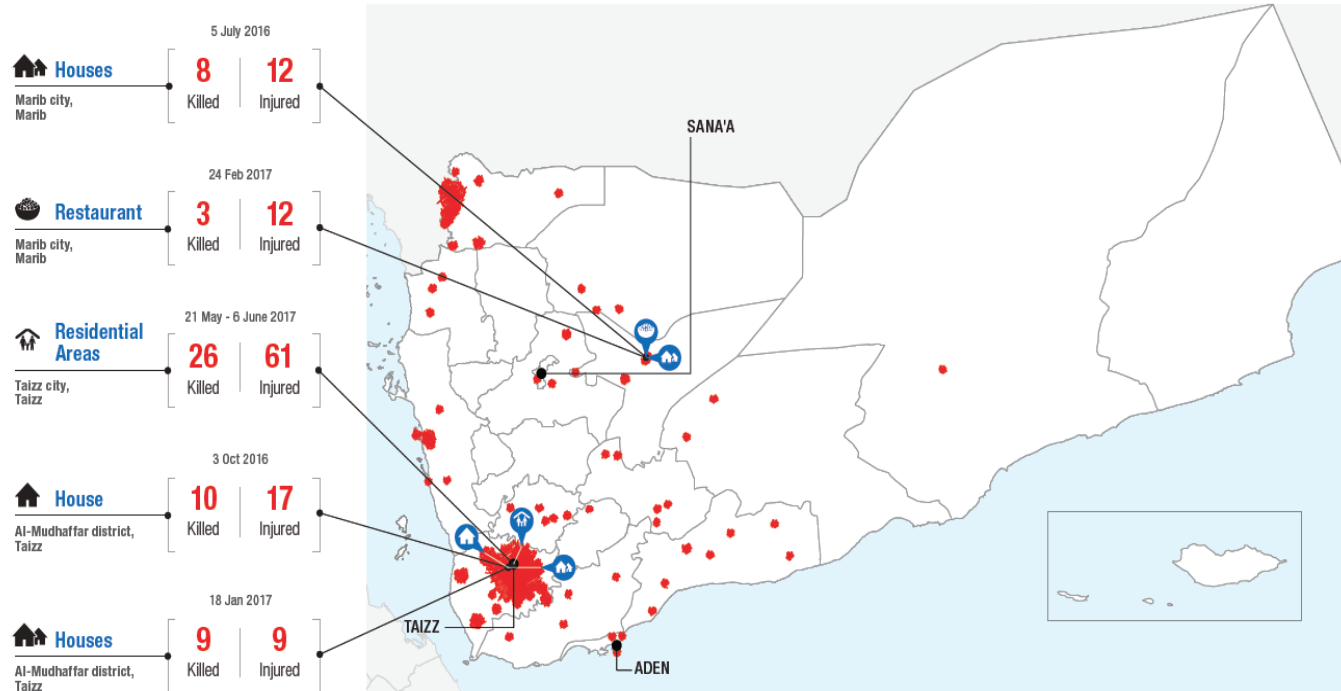 5 July 2016
Houses
8
12
Killed
Injured
Marib city,
Marib
24 Feb 2017
Restaurant
3
12
Killed
Injured
Marib city,
Marib
21 May - 6 June 2017
Residential
Areas
26
61
Killed
Injured
Taizz city,
Taizz
3 Oct 2016
House
10
17
Killed
Injured
Al-Mudhaffar district,
Taizz
18 Jan 2017
Houses
9
9
Killed
Injured
Al-Mudhaffar district,
Taizz
SANA'A
TAIZZ
ADEN